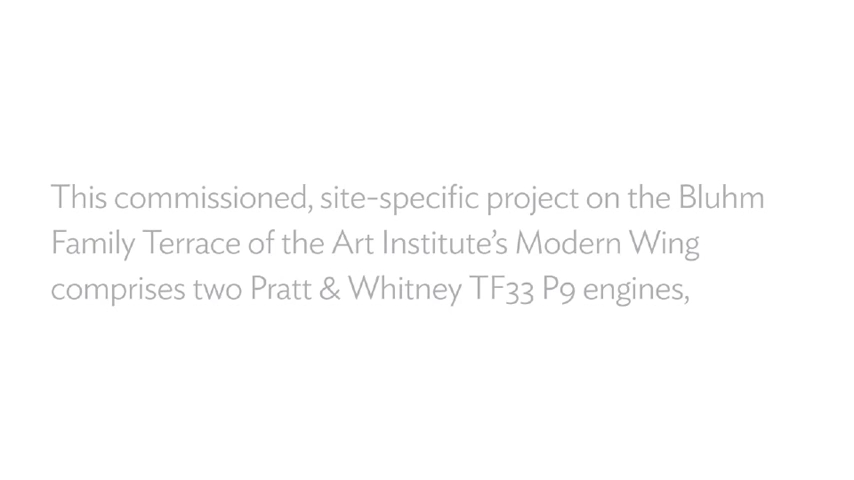 This commissioned, site-specific project on the Bluhm
Family Terrace of the Art Institute’s Modern Wing
comprises two Pratt & Whitney TF33 P9 engines,